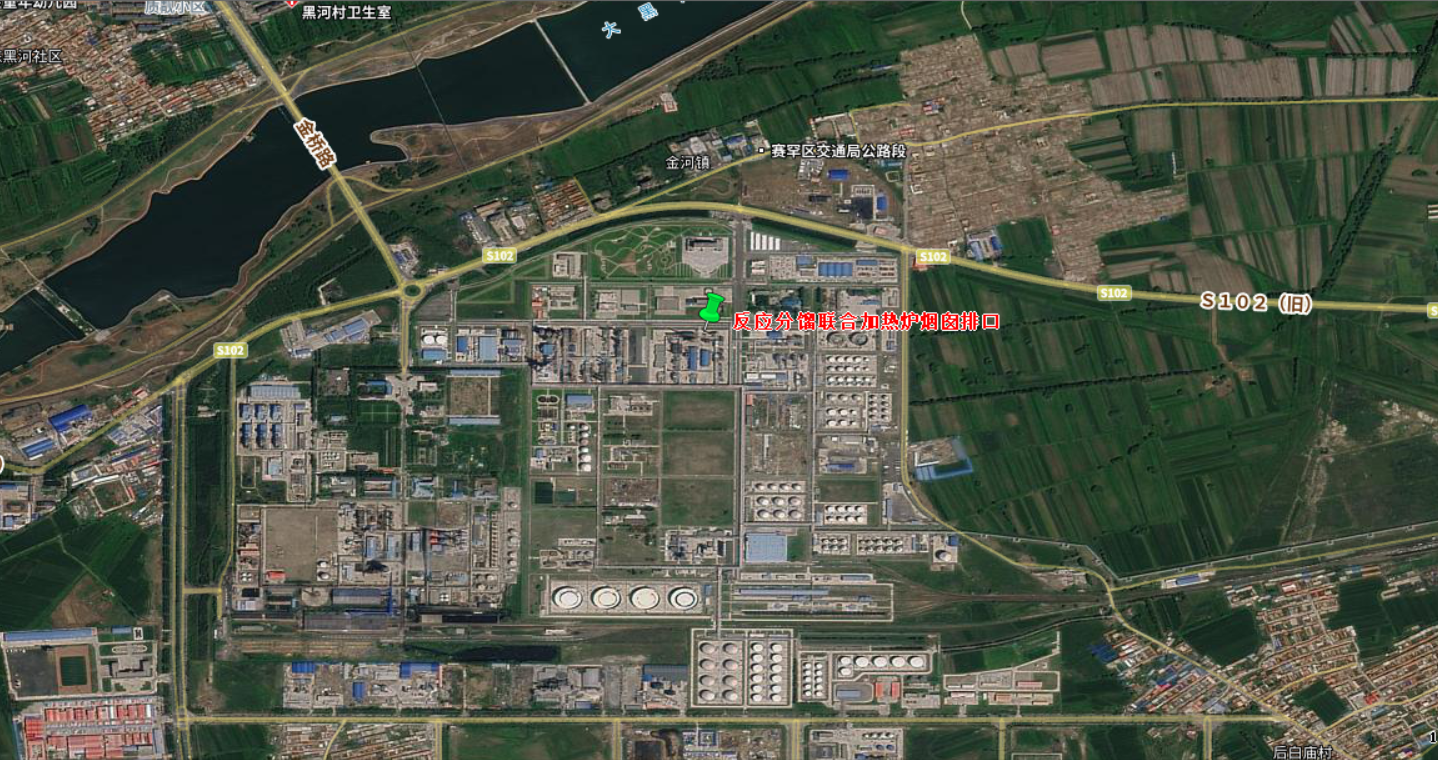 黑河村卫生室
黑河社区
大黑
金桥路
赛罕区交通局公路段
金河镇
S102
S102
S102
S102（旧）
反应分馏联合加热炉烟囱排口
S102
后白庙村